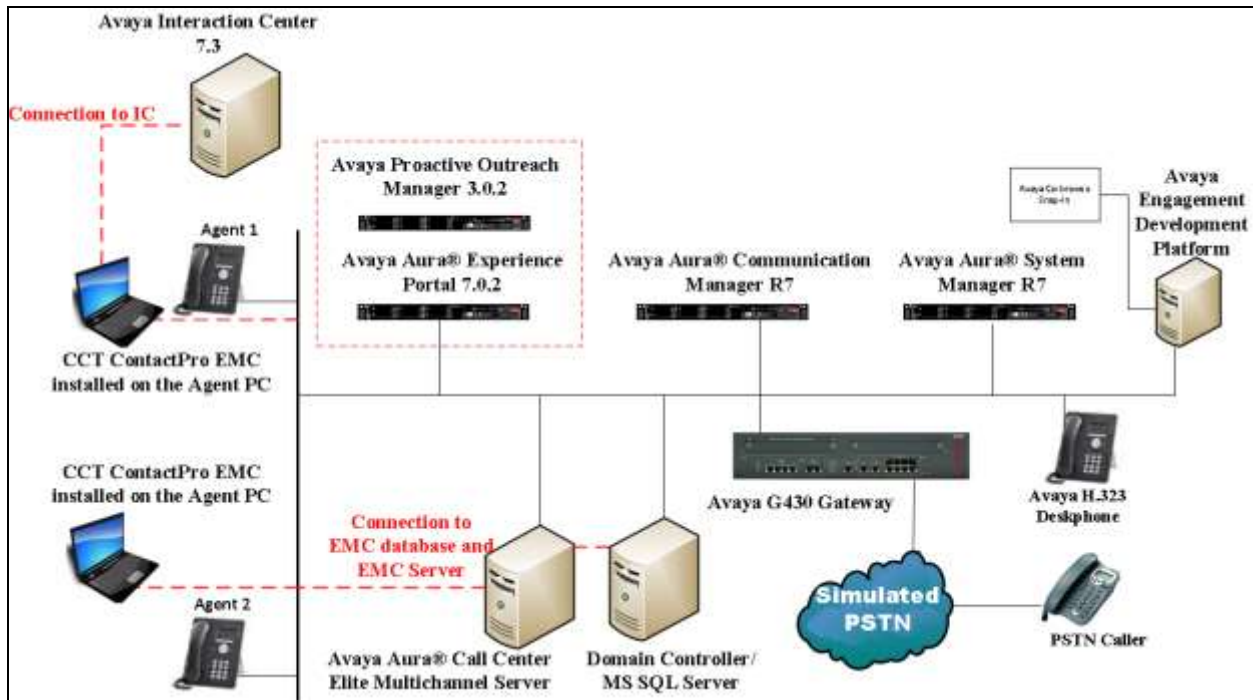 Avaya Interaction Center
7.3
Connection to IC
Avaya Proactive Outreach
Manager 3.0.2
Avaya
Engagement
Development
Platform
Agent 1
Avaya Aura® Experience
Portal 7.0.2
Avaya Aura® Communication
Manager R7
Avaya Aura® System
Manager R7
CCT ContactPro EMC
installed on the Agent PC
CCT ContactPro EMC
installed on the Agent PC
Avaya G430 Gateway
Avaya H.323
Deskphone
Connection to
EMC database and
EMC Server
Agent 2
Simulated
PSTN
PSTN Caller
Avaya Aura® Call Center
Elite Multichannel Server
Domain Controller/
MS SQL Server